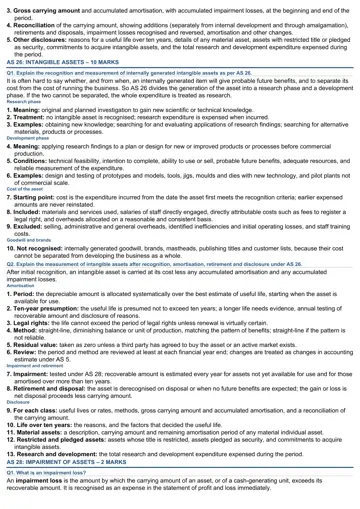 3. Gross carrying amount and accumulated amortisation, with accumulated impairment losses, at the beginning and end of the
period.
4. Reconciliation of the carrying amount, showing additions (separately from internal development and through amalgamation),
retirements and disposals, impairment losses recognised and reversed, amortisation and other changes.
5. Other disclosures: reasons for a useful life over ten years, details of any material asset, assets with restricted title or pledged
as security, commitments to acquire intangible assets, and the total research and development expenditure expensed during
the period.
AS 26: INTANGIBLE ASSETS – 10 MARKS
Q1. Explain the recognition and measurement of internally generated intangible assets as per AS 26.
It is often hard to say whether, and from when, an internally generated item will give probable future benefits, and to separate its
cost from the cost of running the business. So AS 26 divides the generation of the asset into a research phase and a development
phase. If the two cannot be separated, the whole expenditure is treated as research.
Research phase
1. Meaning: original and planned investigation to gain new scientific or technical knowledge.
2. Treatment: no intangible asset is recognised; research expenditure is expensed when incurred.
3. Examples: obtaining new knowledge; searching for and evaluating applications of research findings; searching for alternative
materials, products or processes.
Development phase
4. Meaning: applying research findings to a plan or design for new or improved products or processes before commercial
production.
5. Conditions: technical feasibility, intention to complete, ability to use or sell, probable future benefits, adequate resources, and
reliable measurement of the expenditure.
6. Examples: design and testing of prototypes and models, tools, jigs, moulds and dies with new technology, and pilot plants not
of commercial scale.
Cost of the asset
7. Starting point: cost is the expenditure incurred from the date the asset first meets the recognition criteria; earlier expensed
amounts are never reinstated.
8. Included: materials and services used, salaries of staff directly engaged, directly attributable costs such as fees to register a
legal right, and overheads allocated on a reasonable and consistent basis.
9. Excluded: selling, administrative and general overheads, identified inefficiencies and initial operating losses, and staff training
costs.
Goodwill and brands
10. Not recognised: internally generated goodwill, brands, mastheads, publishing titles and customer lists, because their cost
cannot be separated from developing the business as a whole.
Q2. Explain the measurement of intangible assets after recognition, amortisation, retirement and disclosure under AS 26.
After initial recognition, an intangible asset is carried at its cost less any accumulated amortisation and any accumulated
impairment losses.
Amortisation
1. Period: the depreciable amount is allocated systematically over the best estimate of useful life, starting when the asset is
available for use.
2. Ten-year presumption: the useful life is presumed not to exceed ten years; a longer life needs evidence, annual testing of
recoverable amount and disclosure of reasons.
3. Legal rights: the life cannot exceed the period of legal rights unless renewal is virtually certain.
4. Method: straight-line, diminishing balance or unit of production, matching the pattern of benefits; straight-line if the pattern is
not reliable.
5. Residual value: taken as zero unless a third party has agreed to buy the asset or an active market exists.
6. Review: the period and method are reviewed at least at each financial year end; changes are treated as changes in accounting
estimate under AS 5.
Impairment and retirement
7. Impairment: tested under AS 28; recoverable amount is estimated every year for assets not yet available for use and for those
amortised over more than ten years.
8. Retirement and disposal: the asset is derecognised on disposal or when no future benefits are expected; the gain or loss is
net disposal proceeds less carrying amount.
Disclosure
9. For each class: useful lives or rates, methods, gross carrying amount and accumulated amortisation, and a reconciliation of
the carrying amount.
10. Life over ten years: the reasons, and the factors that decided the useful life.
11. Material assets: a description, carrying amount and remaining amortisation period of any material individual asset.
12. Restricted and pledged assets: assets whose title is restricted, assets pledged as security, and commitments to acquire
intangible assets.
13. Research and development: the total research and development expenditure expensed during the period.
AS 28: IMPAIRMENT OF ASSETS – 2 MARKS
Q1. What is an impairment loss?
An impairment loss is the amount by which the carrying amount of an asset, or of a cash-generating unit, exceeds its
recoverable amount. It is recognised as an expense in the statement of profit and loss immediately.